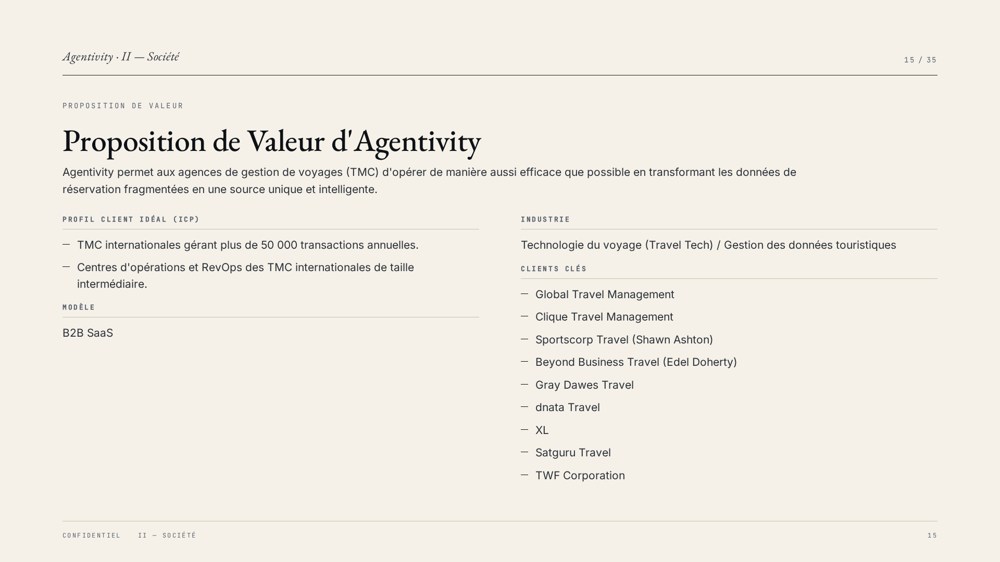 Agentivity · II — Société
15 / 35
PROPOSITION DE VALEUR
Proposition de Valeur d'Agentivity
Agentivity permet aux agences de gestion de voyages (TMC) d'opérer de manière aussi efficace que possible en transformant les données de
réservation fragmentées en une source unique et intelligente.
PROFIL CLIENT IDÉAL (ICP)
— TMC internationales gérant plus de 50 000 transactions annuelles.
— Centres d'opérations et RevOps des TMC internationales de taille
intermédiaire.
MODÈLE
B2B SaaS
INDUSTRIE
Technologie du voyage (Travel Tech) / Gestion des données touristiques
CLIENTS CLÉS
— Global Travel Management
— Clique Travel Management
— Sportscorp Travel (Shawn Ashton)
— Beyond Business Travel (Edel Doherty)
— Gray Dawes Travel
— dnata Travel
— XL
— Satguru Travel
— TWF Corporation
CONFIDENTIEL II — SOCIÉTÉ
15